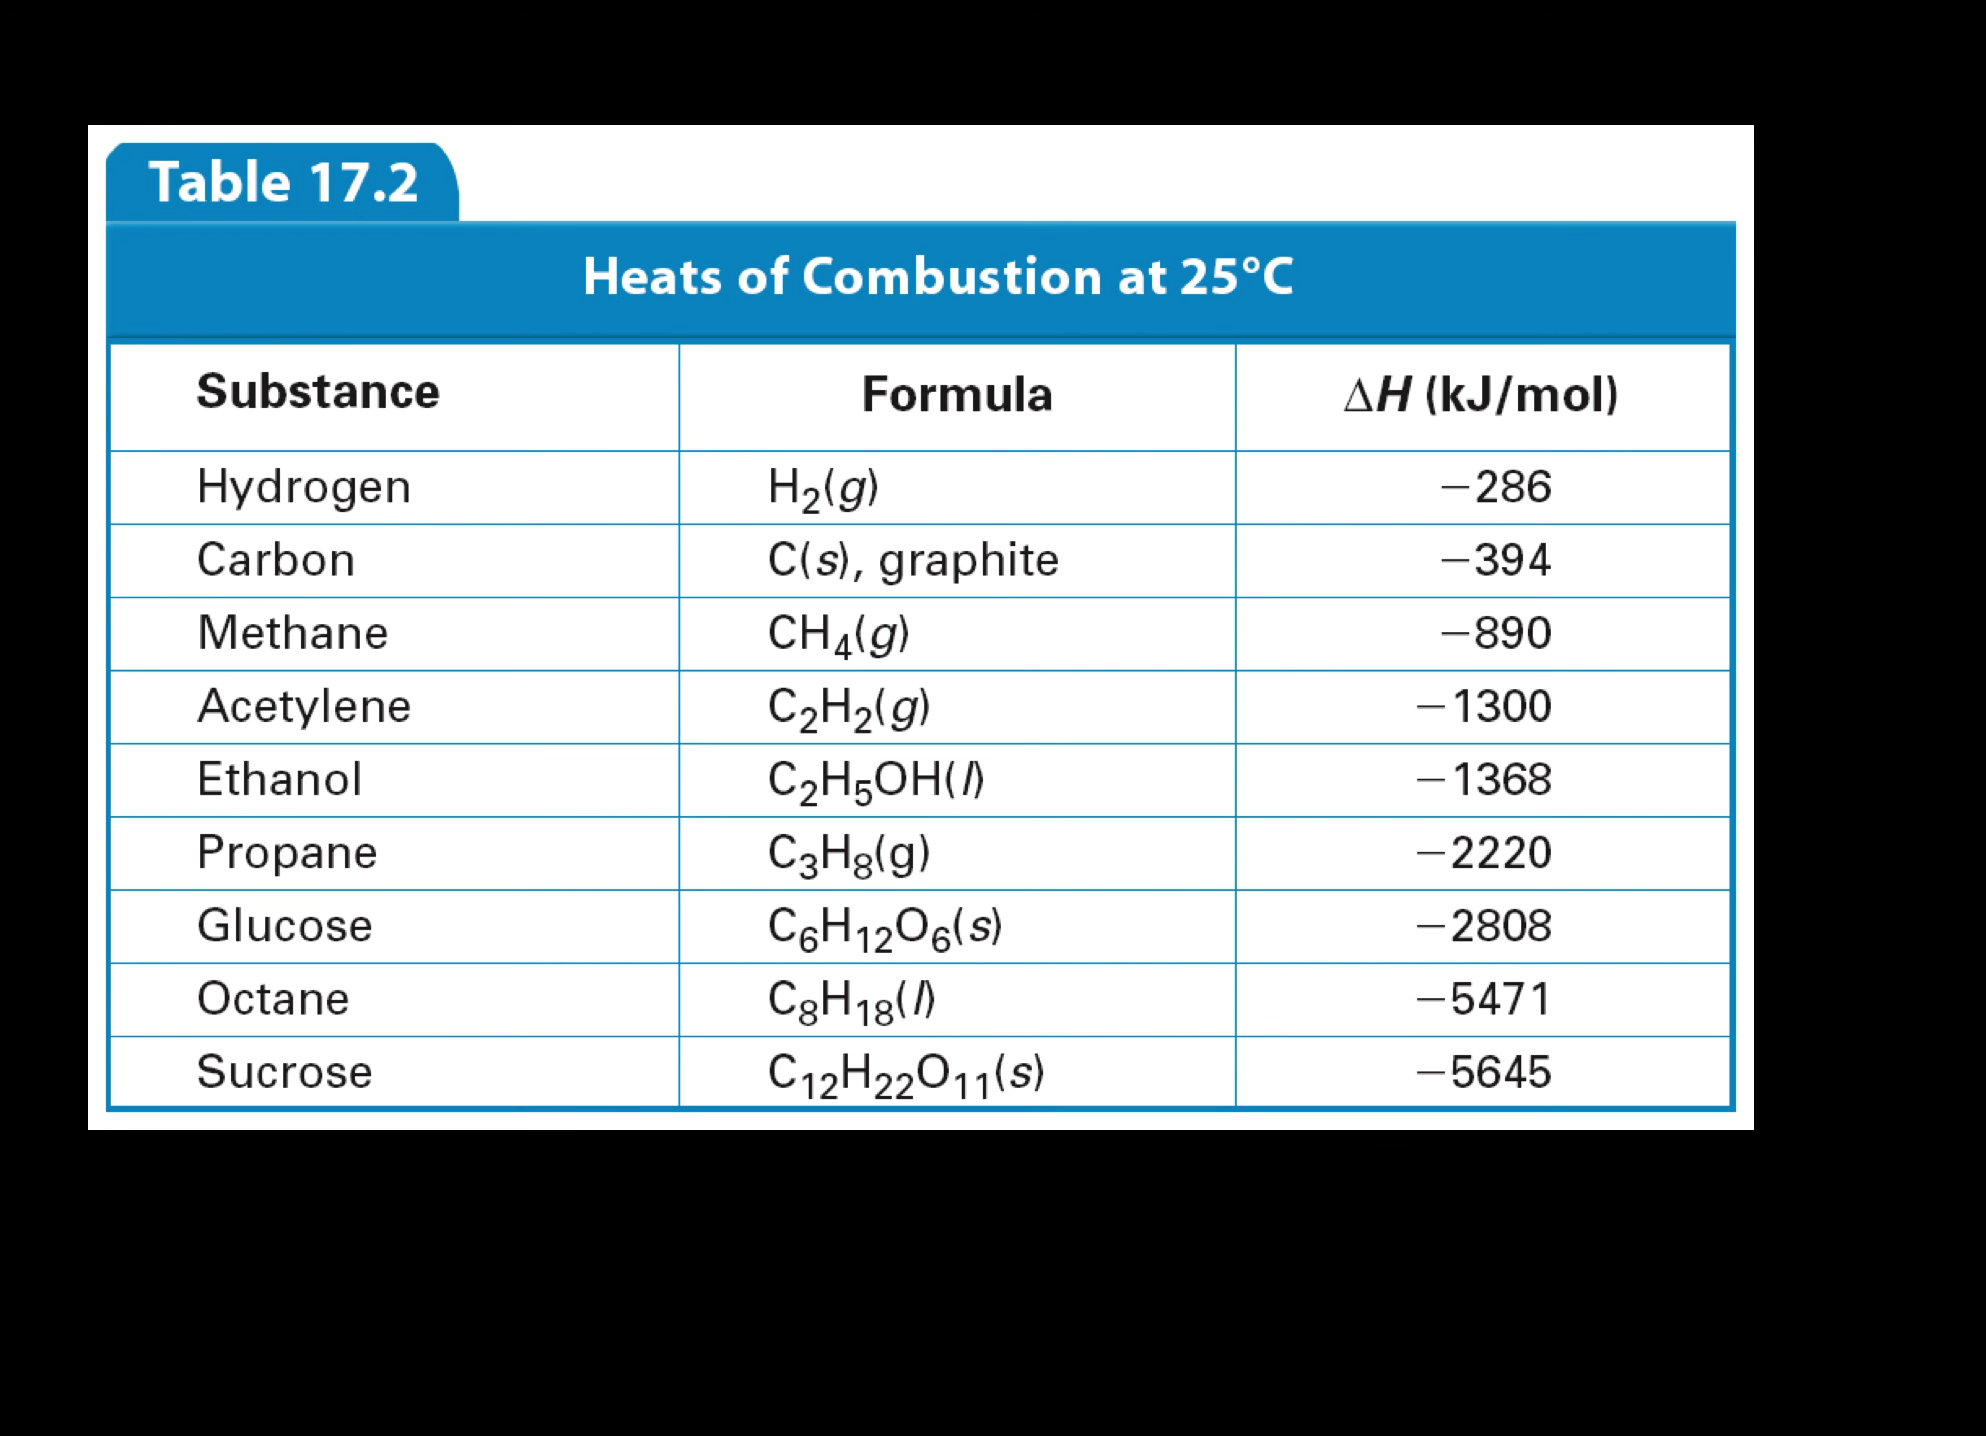 Table 17.2
Heats of Combustion at 25°C
Substance Formula ΔH (kJ/mol)
Hydrogen H₂(g) −286
Carbon C(s), graphite −394
Methane CH₄(g) −890
Acetylene C₂H₂(g) −1300
Ethanol C₂H₅OH(l) −1368
Propane C₃H₈(g) −2220
Glucose C₆H₁₂O₆(s) −2808
Octane C₈H₁₈(l) −5471
Sucrose C₁₂H₂₂O₁₁(s) −5645